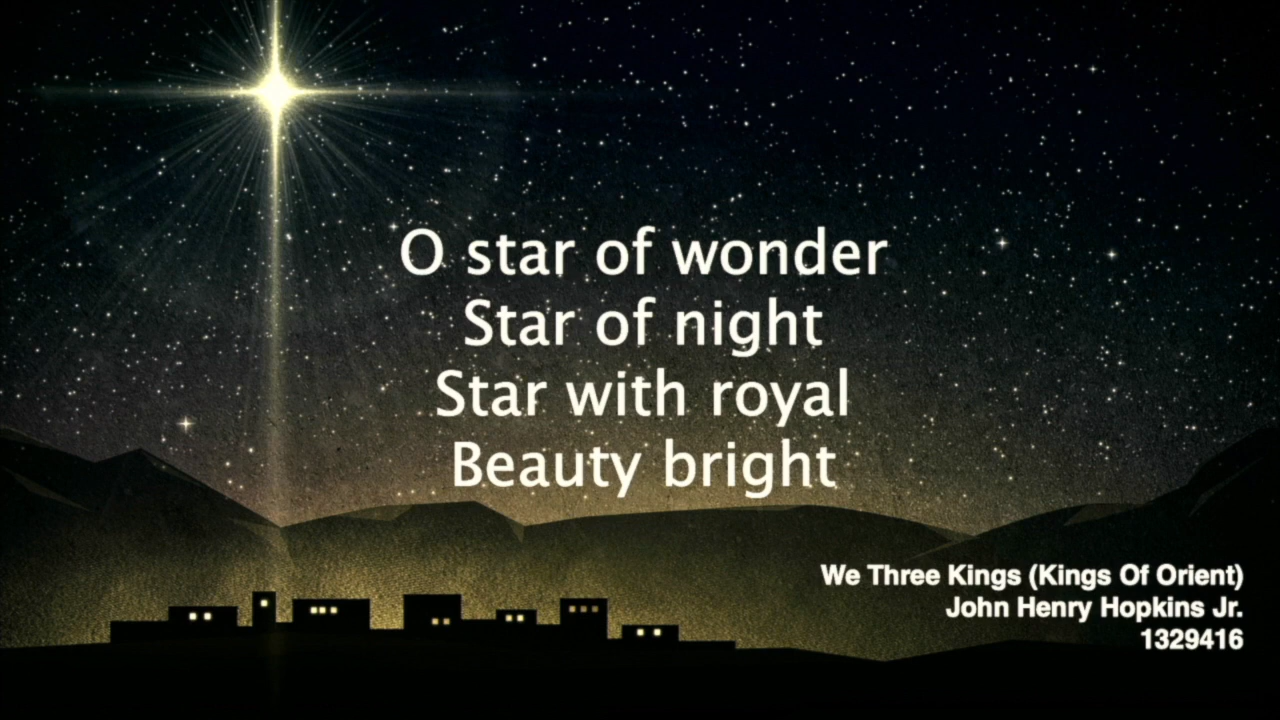 O star of wonder
Star of night
Star with royal
Beauty bright
We Three Kings (Kings Of Orient)
John Henry Hopkins Jr.
1329416